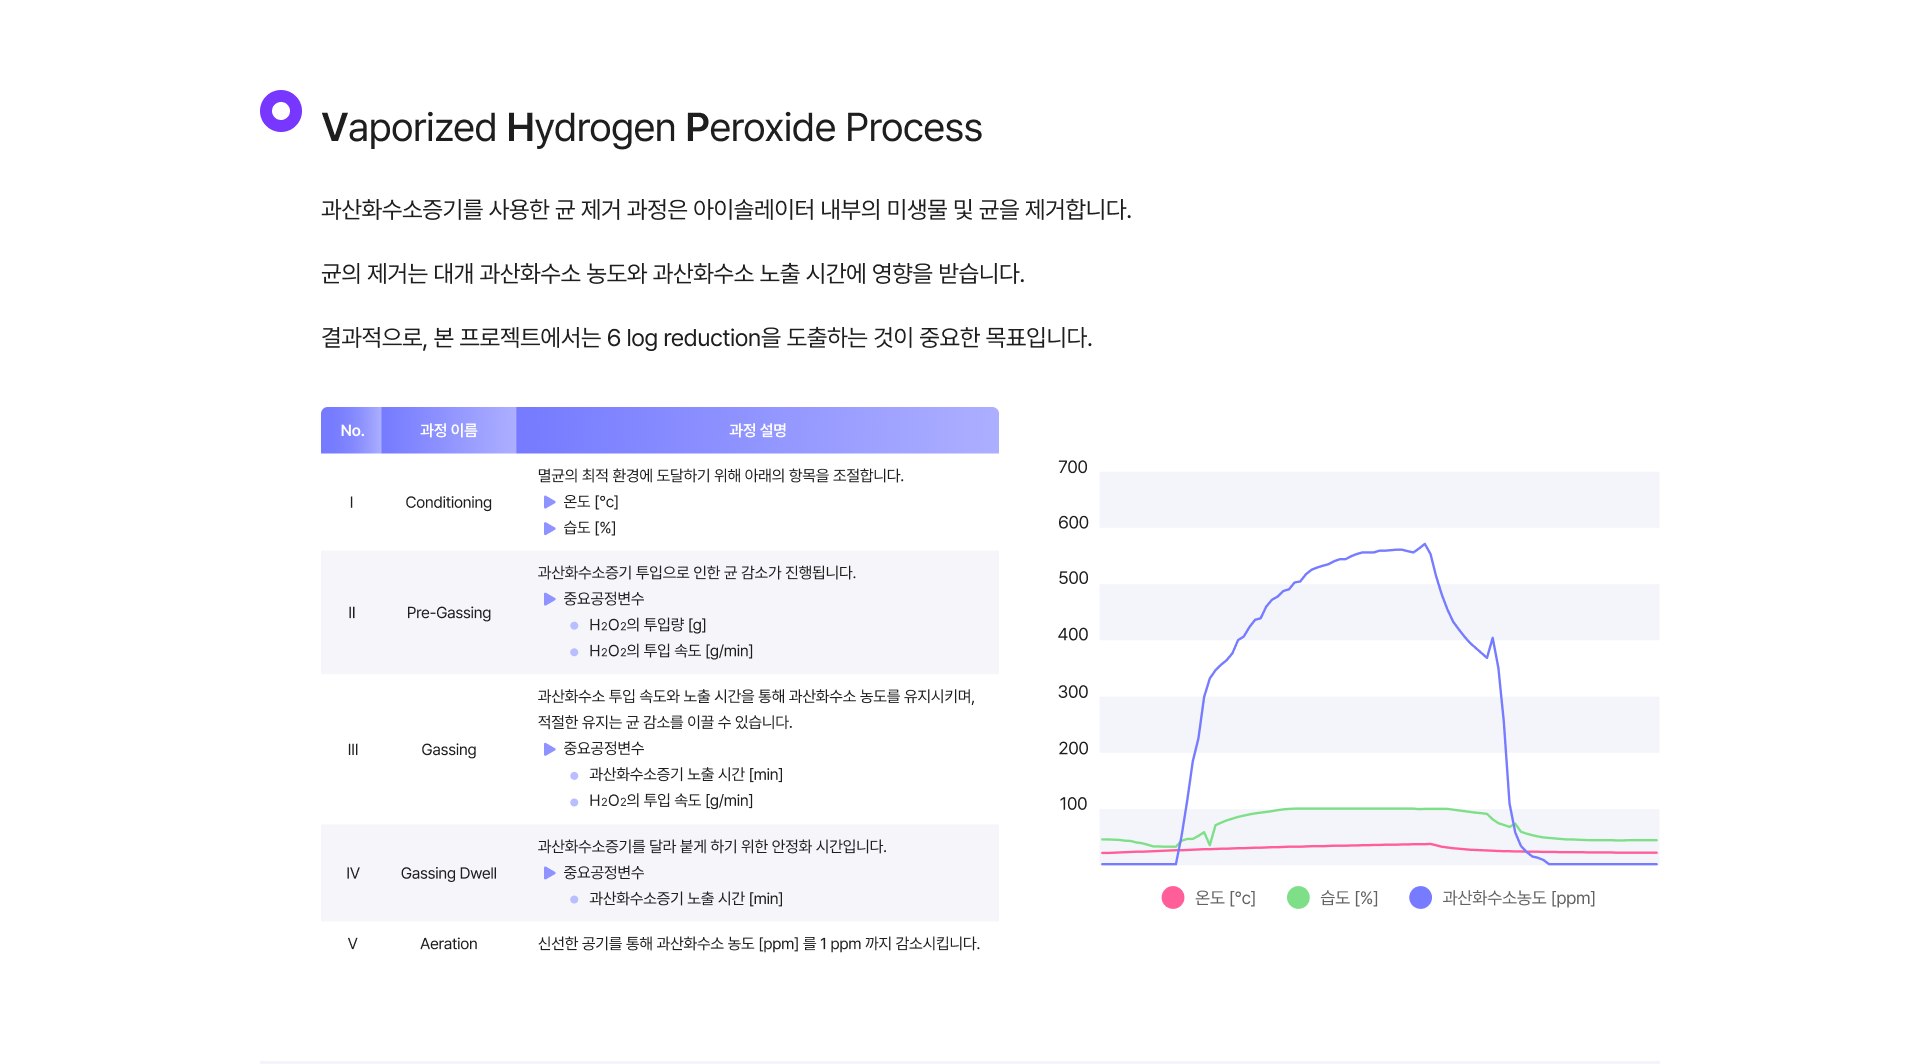 Vaporized Hydrogen Peroxide Process
과산화수소증기를 사용한 균 제거 과정은 아이솔레이터 내부의 미생물 및 균을 제거합니다.
균의 제거는 대개 과산화수소 농도와 과산화수소 노출 시간에 영향을 받습니다.
결과적으로, 본 프로젝트에서는 6 log reduction을 도출하는 것이 중요한 목표입니다.
No. 과정 이름 과정 설명
I Conditioning
멸균의 최적 환경에 도달하기 위해 아래의 항목을 조절합니다.
온도 [°c]
습도 [%]
II Pre-Gassing
과산화수소증기 투입으로 인한 균 감소가 진행됩니다.
중요공정변수
H₂O₂의 투입량 [g]
H₂O₂의 투입 속도 [g/min]
III Gassing
과산화수소 투입 속도와 노출 시간을 통해 과산화수소 농도를 유지시키며,
적절한 유지는 균 감소를 이끌 수 있습니다.
중요공정변수
과산화수소증기 노출 시간 [min]
H₂O₂의 투입 속도 [g/min]
IV Gassing Dwell
과산화수소증기를 달라 붙게 하기 위한 안정화 시간입니다.
중요공정변수
과산화수소증기 노출 시간 [min]
V Aeration 신선한 공기를 통해 과산화수소 농도 [ppm] 를 1 ppm 까지 감소시킵니다.
700
600
500
400
300
200
100
온도 [°c] 습도 [%] 과산화수소농도 [ppm]